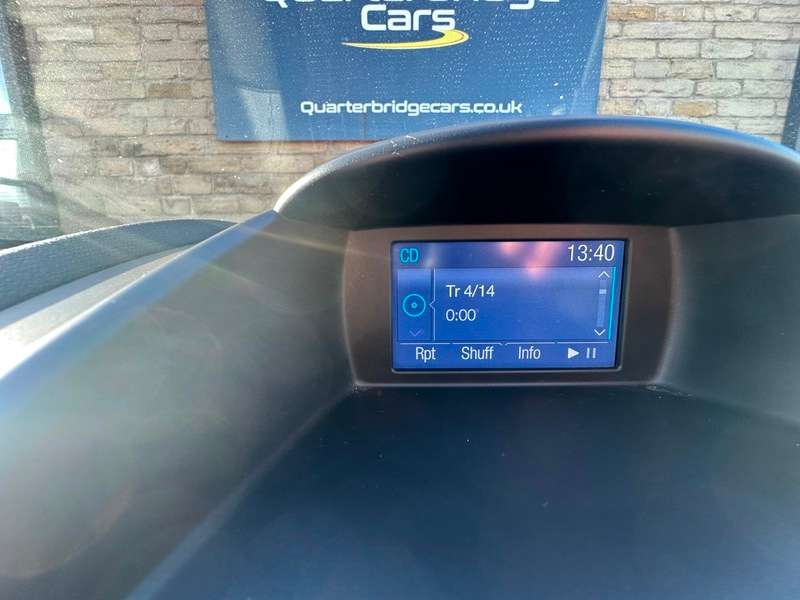 Cars
Quarterbridgecars.co.uk
CD 13:40
Tr 4/14
0:00
Rpt Shuff Info